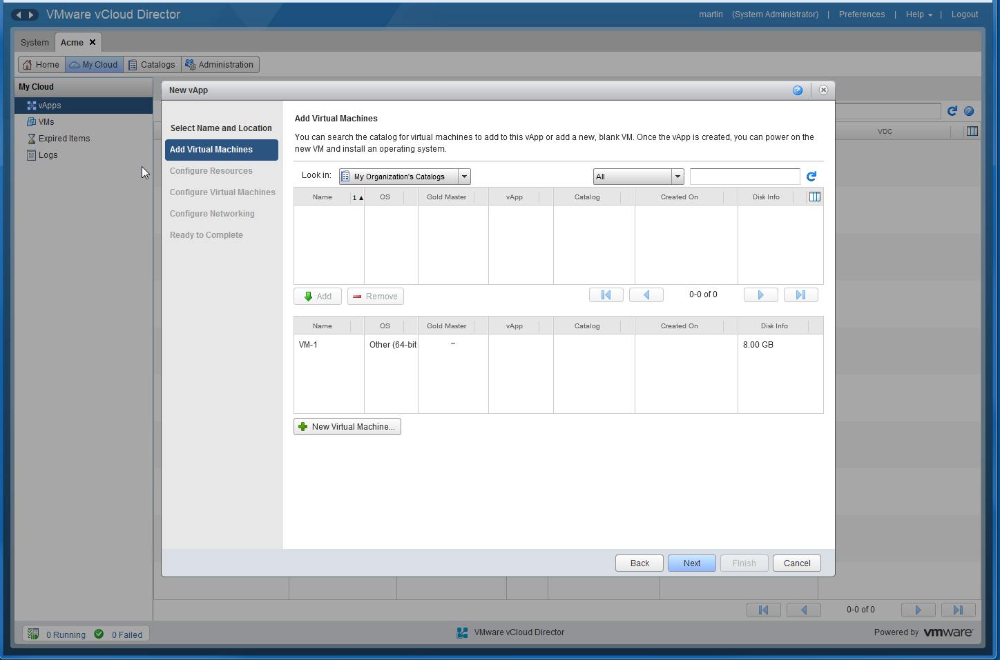 VMware vCloud Director
martin (System Administrator) | Preferences | Help | Logout
System
Acme
Home
My Cloud
Catalogs
Administration
My Cloud
vApps
VMs
Expired Items
Logs
VDC
New vApp
Select Name and Location
Add Virtual Machines
Configure Resources
Configure Virtual Machines
Configure Networking
Ready to Complete
Add Virtual Machines
You can search the catalog for virtual machines to add to this vApp or add a new, blank VM. Once the vApp is created, you can power on the
new VM and install an operating system.
Look in: My Organization's Catalogs All
Name 1 ▲ OS Gold Master vApp Catalog Created On Disk Info
Add Remove 0-0 of 0
Name OS Gold Master vApp Catalog Created On Disk Info
VM-1 Other (64-bit – 8.00 GB
New Virtual Machine...
Back Next Finish Cancel
0-0 of 0
0 Running 0 Failed
VMware vCloud Director
Powered by vmware